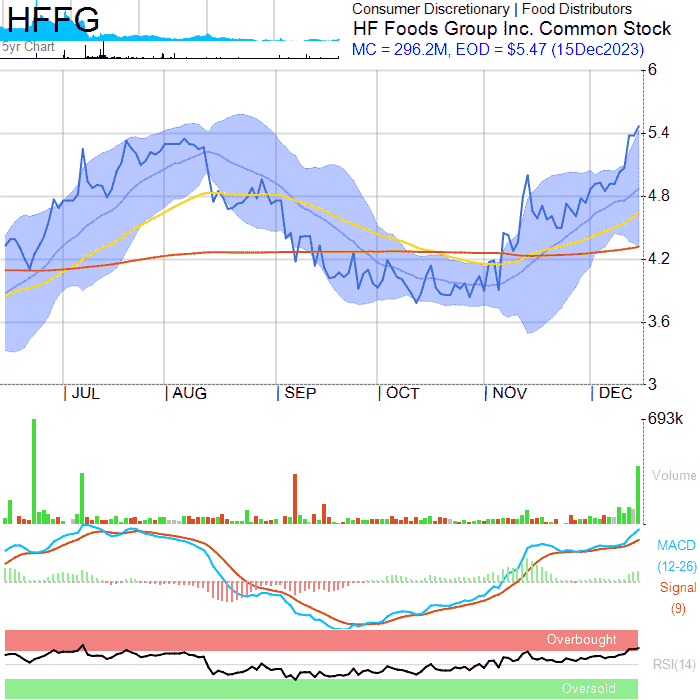 HFFG
5yr Chart
Consumer Discretionary | Food Distributors
HF Foods Group Inc. Common Stock
MC = 296.2M, EOD = $5.47 (15Dec2023)
6
5.4
4.8
4.2
3.6
3
JUL AUG SEP OCT NOV DEC
693k
Volume
MACD
(12-26)
Signal
(9)
Overbought
RSI(14)
Oversold